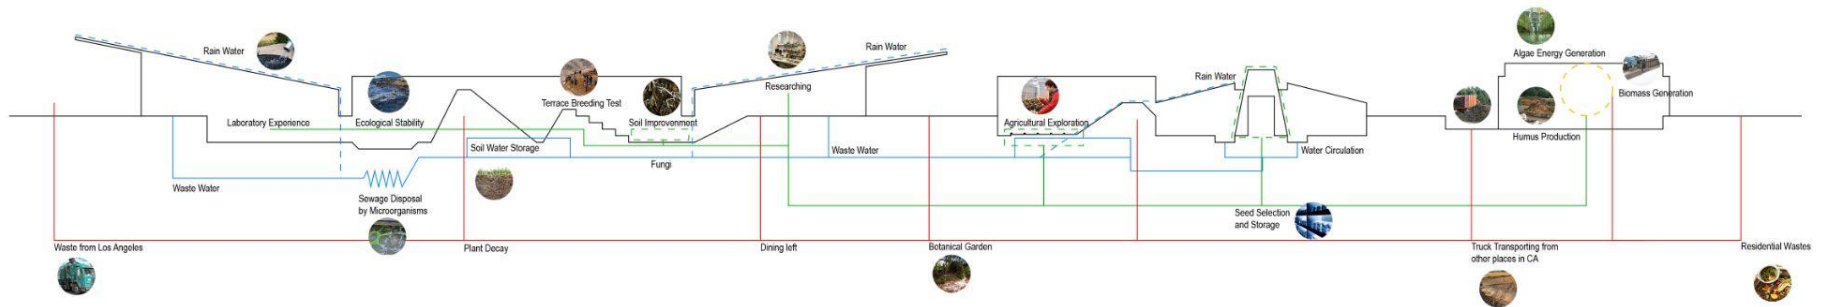 Rain Water
Laboratory Experience
Ecological Stability
Terrace Breeding Test
Soil Improvonment
Researching
Rain Water
Agricultural Exploration
Rain Water
Algae Energy Generation
Biomass Generation
Humus Production
Soil Water Storage
Fungi
Waste Water
Water Circulation
Waste Water
Sewage Disposal
by Microorganisms
Seed Selection
and Storage
Waste from Los Angeles
Plant Decay
Dining left
Botanical Garden
Truck Transporting from
other places in CA
Residential Wastes